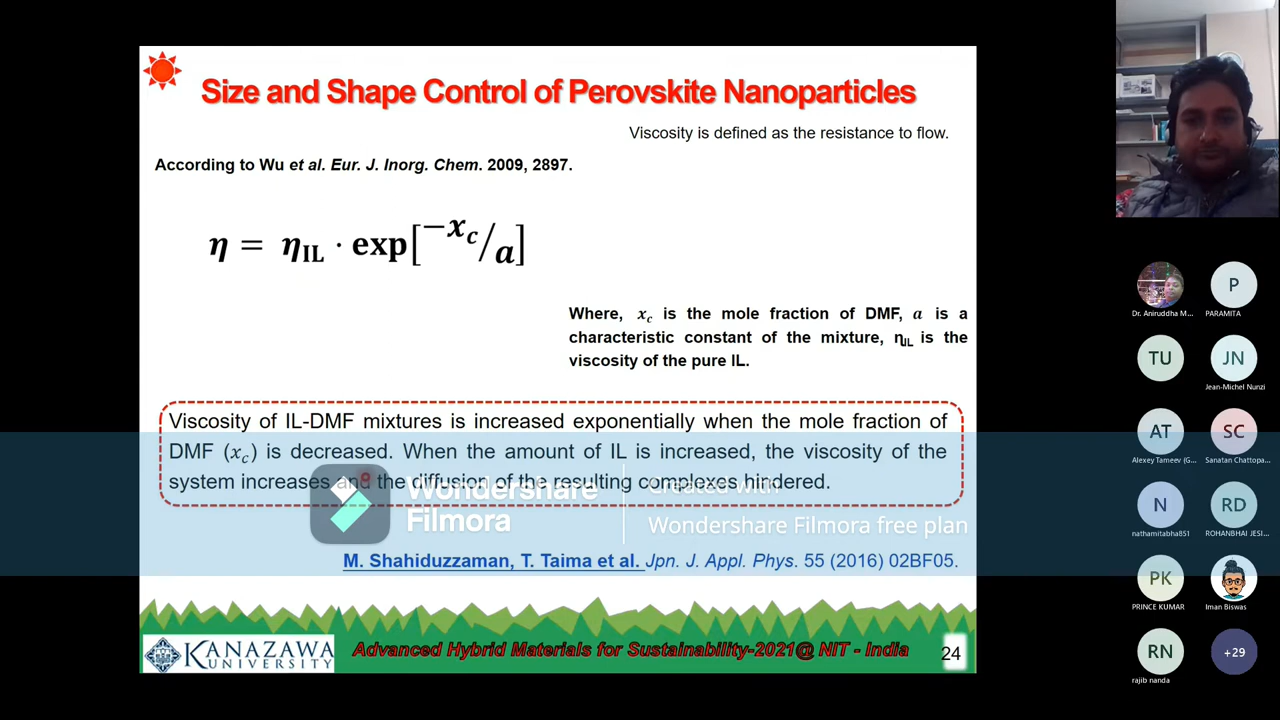 Size and Shape Control of Perovskite Nanoparticles
Viscosity is defined as the resistance to flow.
According to Wu et al. Eur. J. Inorg. Chem. 2009, 2897.
η = ηIL · exp[−xc/a]
Where, xc is the mole fraction of DMF, a is a
characteristic constant of the mixture, ηIL is the
viscosity of the pure IL.
Viscosity of IL-DMF mixtures is increased exponentially when the mole fraction of
DMF (xc) is decreased. When the amount of IL is increased, the viscosity of the
system increases and the diffusion of the resulting complexes hindered.
Wondershare
Filmora
Created with
Wondershare Filmora free plan
M. Shahiduzzaman, T. Taima et al. Jpn. J. Appl. Phys. 55 (2016) 02BF05.
KANAZAWA
UNIVERSITY
Advanced Hybrid Materials for Sustainability-2021@ NIT - India
24
Dr. Aniruddha M...
P
PARAMITA
TU
JN
Jean-Michel Nunzi
AT
Alexey Tameev (G...
SC
Sanatan Chattopa...
N
nathamitabha851
RD
ROHANBHAI JESI...
PK
PRINCE KUMAR
Iman Biswas
RN
rajib nanda
+29